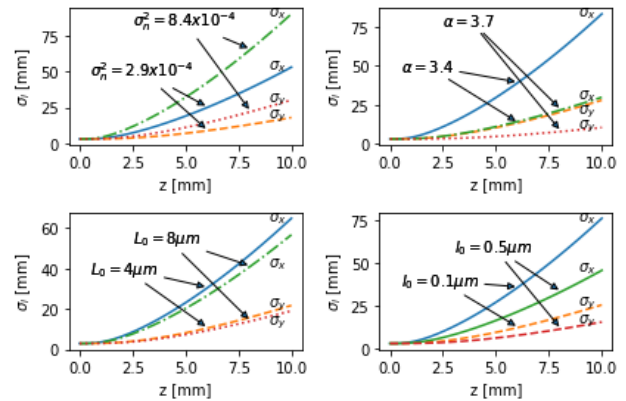 σ_n^2 = 8.4x10^-4
σ_n^2 = 2.9x10^-4
σ_x
σ_x
σ_y
σ_y
σ_i [mm]
75
50
25
0
0.0 2.5 5.0 7.5 10.0
z [mm]
α = 3.7
α = 3.4
σ_x
σ_y
σ_y
σ_i [mm]
75
50
25
0
0.0 2.5 5.0 7.5 10.0
z [mm]
L_0 = 8μm
L_0 = 4μm
σ_x
σ_x
σ_y
σ_y
σ_i [mm]
60
40
20
0
0.0 2.5 5.0 7.5 10.0
z [mm]
l_0 = 0.5μm
l_0 = 0.1μm
σ_x
σ_x
σ_y
σ_y
σ_i [mm]
75
50
25
0
0.0 2.5 5.0 7.5 10.0
z [mm]